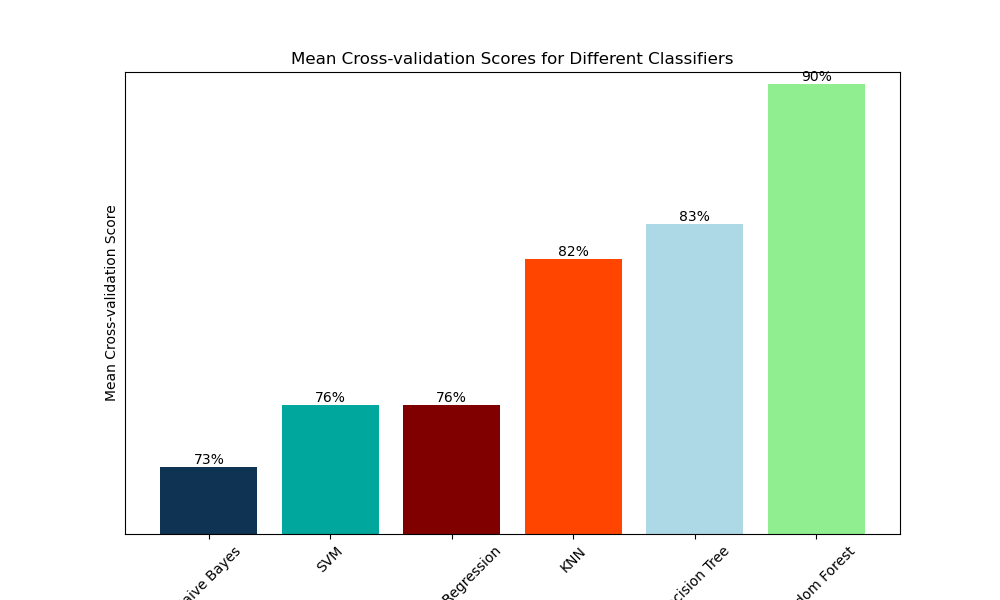 Mean Cross-validation Scores for Different Classifiers
Mean Cross-validation Score
73%
76%
76%
82%
83%
90%
aive Bayes
SVM
Regression
KNN
cision Tree
dom Forest